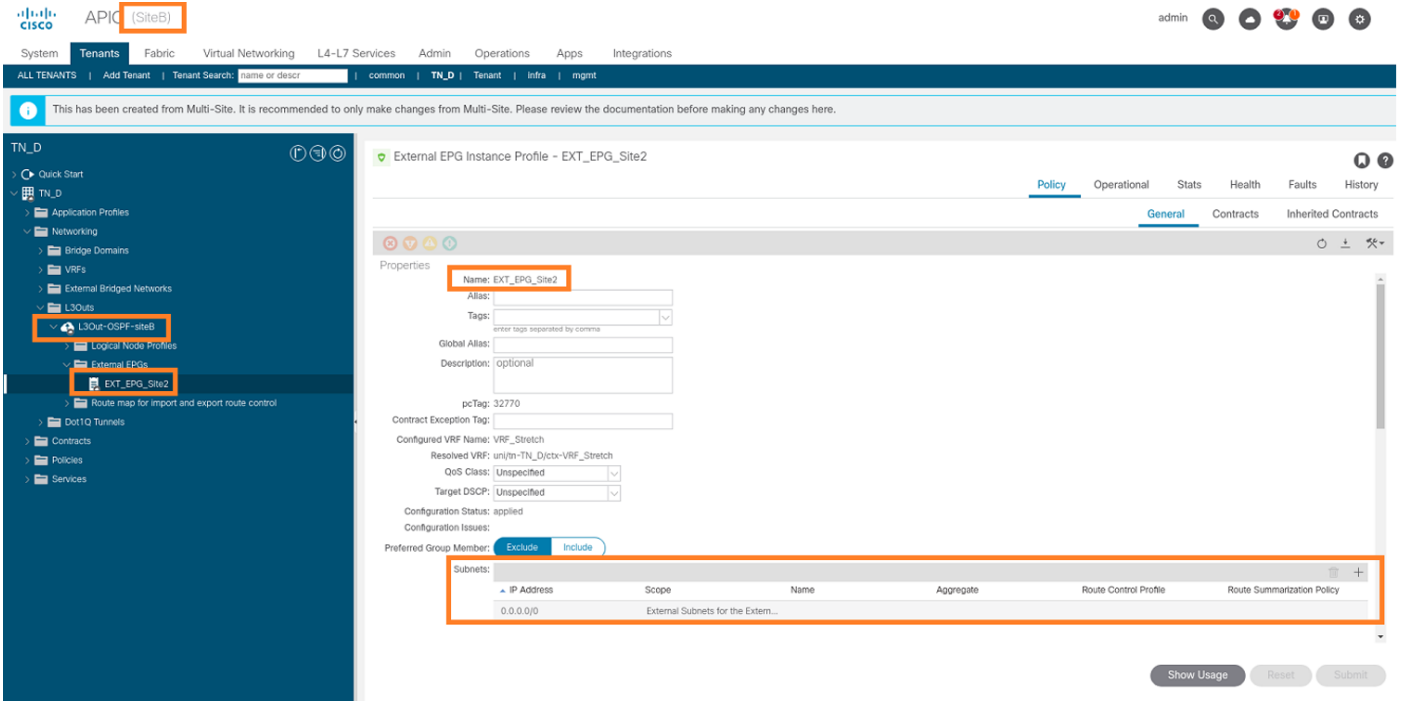 cisco
APIC (SiteB)
admin
2
1
System Tenants Fabric Virtual Networking L4-L7 Services Admin Operations Apps Integrations
ALL TENANTS | Add Tenant | Tenant Search: name or descr | common | TN_D | Tenant | infra | mgmt
This has been created from Multi-Site. It is recommended to only make changes from Multi-Site. Please review the documentation before making any changes here.
TN_D
Quick Start
TN_D
Application Profiles
Networking
Bridge Domains
VRFs
External Bridged Networks
L3Outs
L3Out-OSPF-siteB
Logical Node Profiles
External EPGs
EXT_EPG_Site2
Route map for import and export route control
Dot1Q Tunnels
Contracts
Policies
Services
External EPG Instance Profile - EXT_EPG_Site2
Policy Operational Stats Health Faults History
General Contracts Inherited Contracts
Properties
Name: EXT_EPG_Site2
Alias:
Tags:
enter tags separated by comma
Global Alias:
Description: optional
pcTag: 32770
Contract Exception Tag:
Configured VRF Name: VRF_Stretch
Resolved VRF: uni/tn-TN_D/ctx-VRF_Stretch
QoS Class: Unspecified
Target DSCP: Unspecified
Configuration Status: applied
Configuration Issues:
Preferred Group Member: Exclude Include
Subnets:
IP Address Scope Name Aggregate Route Control Profile Route Summarization Policy
0.0.0.0/0 External Subnets for the Extern...
Show Usage Reset Submit